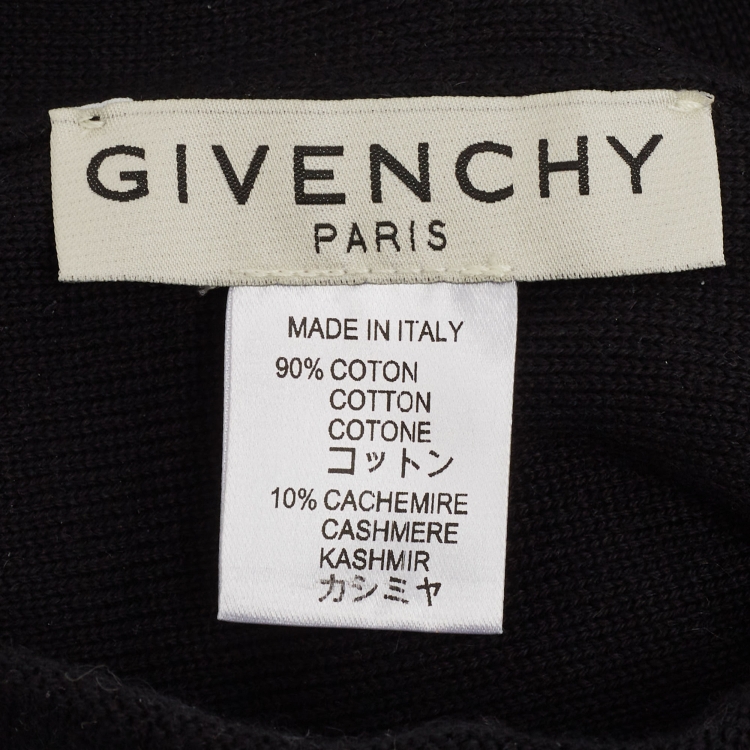 GIVENCHY
PARIS
MADE IN ITALY
90% COTON
COTTON
COTONE
コットン
10% CACHEMIRE
CASHMERE
KASHMIR
カシミヤ